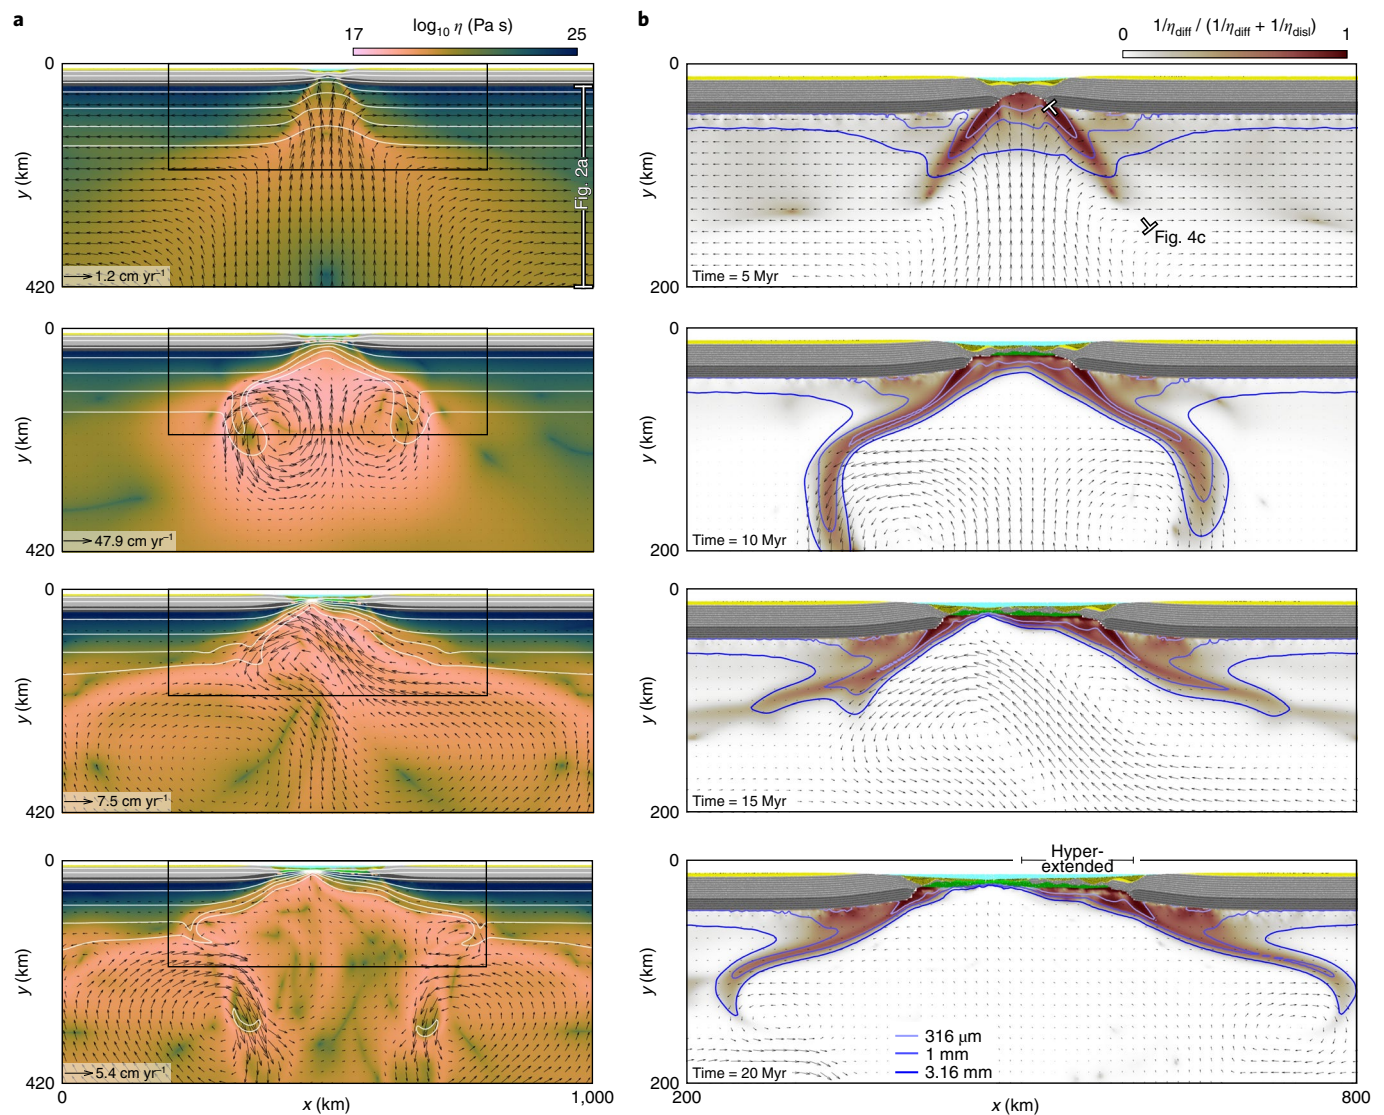 a
log₁₀ η (Pa s)
17
25
0
y (km)
420
1.2 cm yr⁻¹
Fig. 2a
0
y (km)
420
47.9 cm yr⁻¹
0
y (km)
420
7.5 cm yr⁻¹
0
y (km)
420
5.4 cm yr⁻¹
0
x (km)
1,000
b
1/ηdiff / (1/ηdiff + 1/ηdisl)
0
1
0
y (km)
200
Fig. 4c
Time = 5 Myr
0
y (km)
200
Time = 10 Myr
0
y (km)
200
Time = 15 Myr
Hyper-
extended
0
y (km)
200
316 μm
1 mm
3.16 mm
Time = 20 Myr
200
x (km)
800